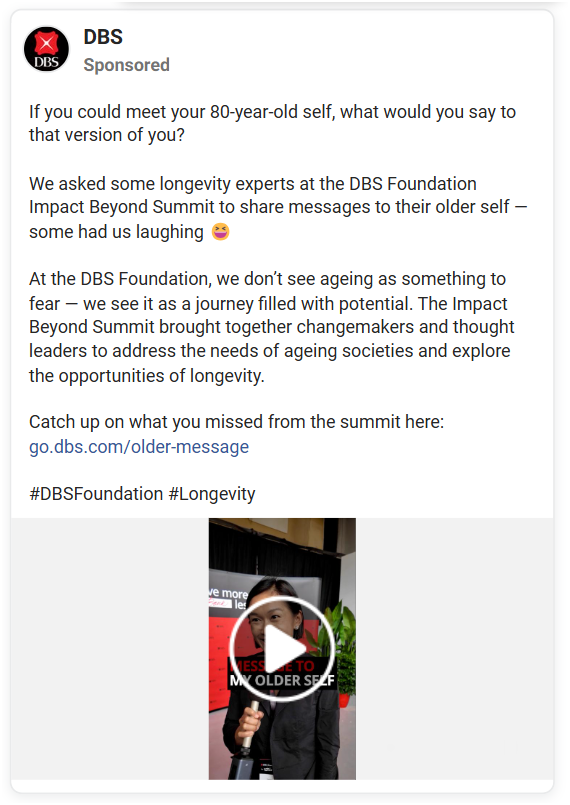 DBS
DBS
Sponsored
If you could meet your 80-year-old self, what would you say to
that version of you?
We asked some longevity experts at the DBS Foundation
Impact Beyond Summit to share messages to their older self —
some had us laughing 😆
At the DBS Foundation, we don’t see ageing as something to
fear — we see it as a journey filled with potential. The Impact
Beyond Summit brought together changemakers and thought
leaders to address the needs of ageing societies and explore
the opportunities of longevity.
Catch up on what you missed from the summit here:
go.dbs.com/older-message
#DBSFoundation #Longevity
more
MESSAGE TO
MY OLDER SELF